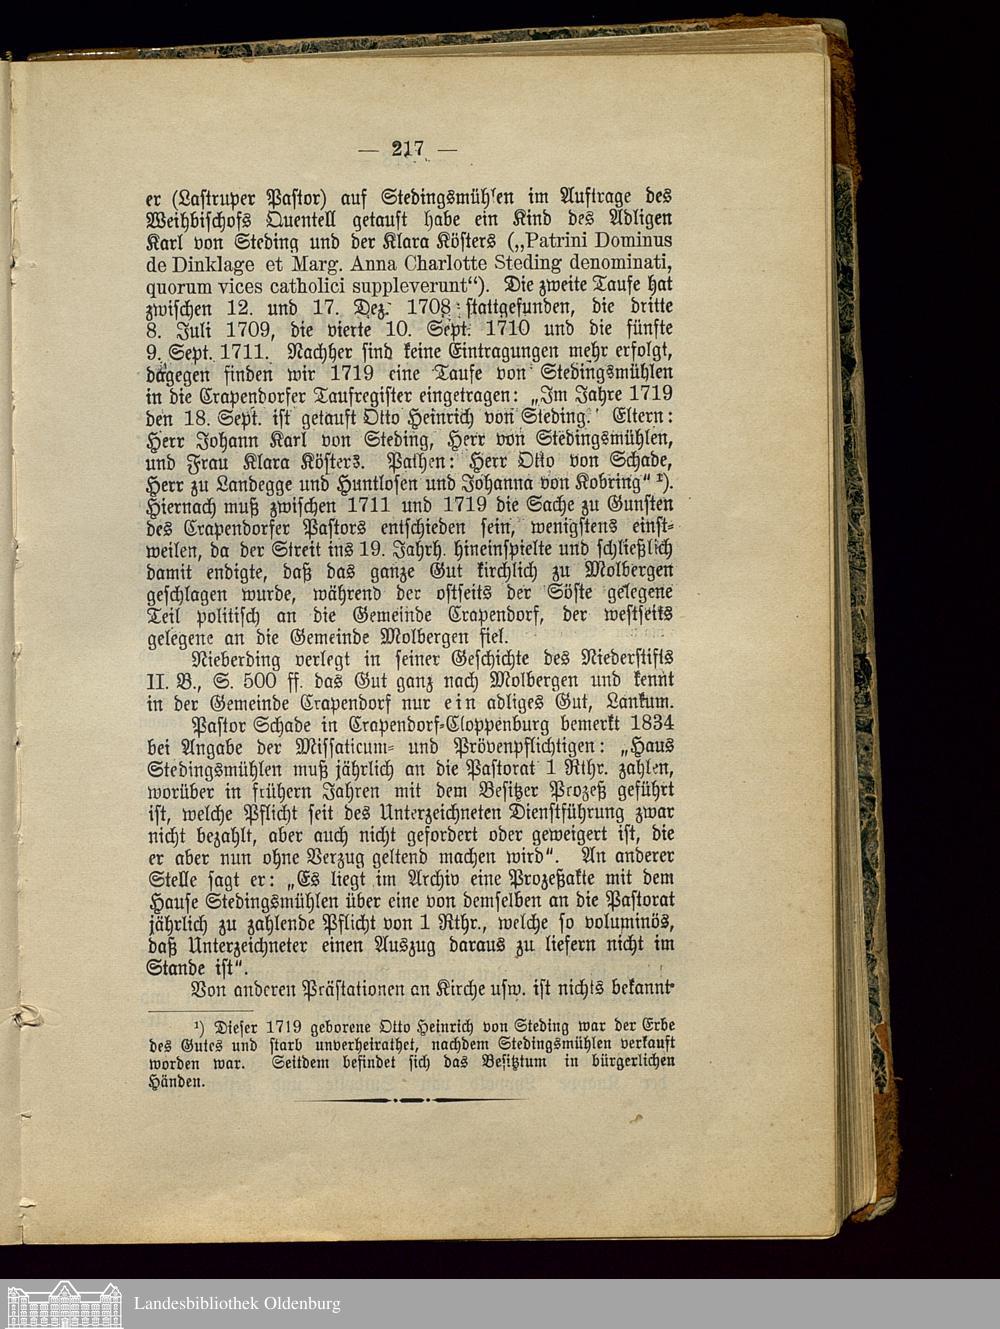 — 217 —
er (Lastruper Pastor) auf Stedingsmühlen im Auftrage des
Weihbischofs Quentell getauft habe ein Kind des Adligen
Karl von Steding und der Klara Kösters („Patrini Dominus
de Dinklage et Marg. Anna Charlotte Steding denominati,
quorum vices catholici suppleverunt“). Die zweite Taufe hat
zwischen 12. und 17. Dez. 1708 stattgefunden, die dritte
8. Juli 1709, die vierte 10. Sept. 1710 und die fünfte
9. Sept. 1711. Nachher sind keine Eintragungen mehr erfolgt,
dagegen finden wir 1719 eine Taufe von Stedingsmühlen
in die Crapendorfer Taufregister eingetragen: „Im Jahre 1719
den 18. Sept. ist getauft Otto Heinrich von Steding. Eltern:
Herr Johann Karl von Steding, Herr von Stedingsmühlen,
und Frau Klara Kösters. Pathen: Herr Otto von Schade,
Herr zu Landegge und Huntlosen und Johanna von Kobring“ ¹).
Hiernach muß zwischen 1711 und 1719 die Sache zu Gunsten
des Crapendorfer Pastors entschieden sein, wenigstens einst-
weilen, da der Streit ins 19. Jahrh. hineinspielte und schließlich
damit endigte, daß das ganze Gut kirchlich zu Molbergen
geschlagen wurde, während der ostseits der Söste gelegene
Teil politisch an die Gemeinde Crapendorf, der westseits
gelegene an die Gemeinde Molbergen fiel.
Nieberding verlegt in seiner Geschichte des Niederstifts
II. B., S. 500 ff. das Gut ganz nach Molbergen und kennt
in der Gemeinde Crapendorf nur ein adliges Gut, Lankum.
Pastor Schade in Crapendorf-Cloppenburg bemerkt 1834
bei Angabe der Missaticum- und Prövenpflichtigen: „Haus
Stedingsmühlen muß jährlich an die Pastorat 1 Rthr. zahlen,
worüber in frühern Jahren mit dem Besitzer Prozeß geführt
ist, welche Pflicht seit des Unterzeichneten Dienstführung zwar
nicht bezahlt, aber auch nicht gefordert oder geweigert ist, die
er aber nun ohne Verzug geltend machen wird“. An anderer
Stelle sagt er: „Es liegt im Archiv eine Prozeßakte mit dem
Hause Stedingsmühlen über eine von demselben an die Pastorat
jährlich zu zahlende Pflicht von 1 Rthr., welche so voluminös,
daß Unterzeichneter einen Auszug daraus zu liefern nicht im
Stande ist“.
Von anderen Prästationen an Kirche usw. ist nichts bekannt
¹) Dieser 1719 geborene Otto Heinrich von Steding war der Erbe
des Gutes und starb unverheirathet, nachdem Stedingsmühlen verkauft
worden war. Seitdem befindet sich das Besitztum in bürgerlichen
Händen.
Landesbibliothek Oldenburg